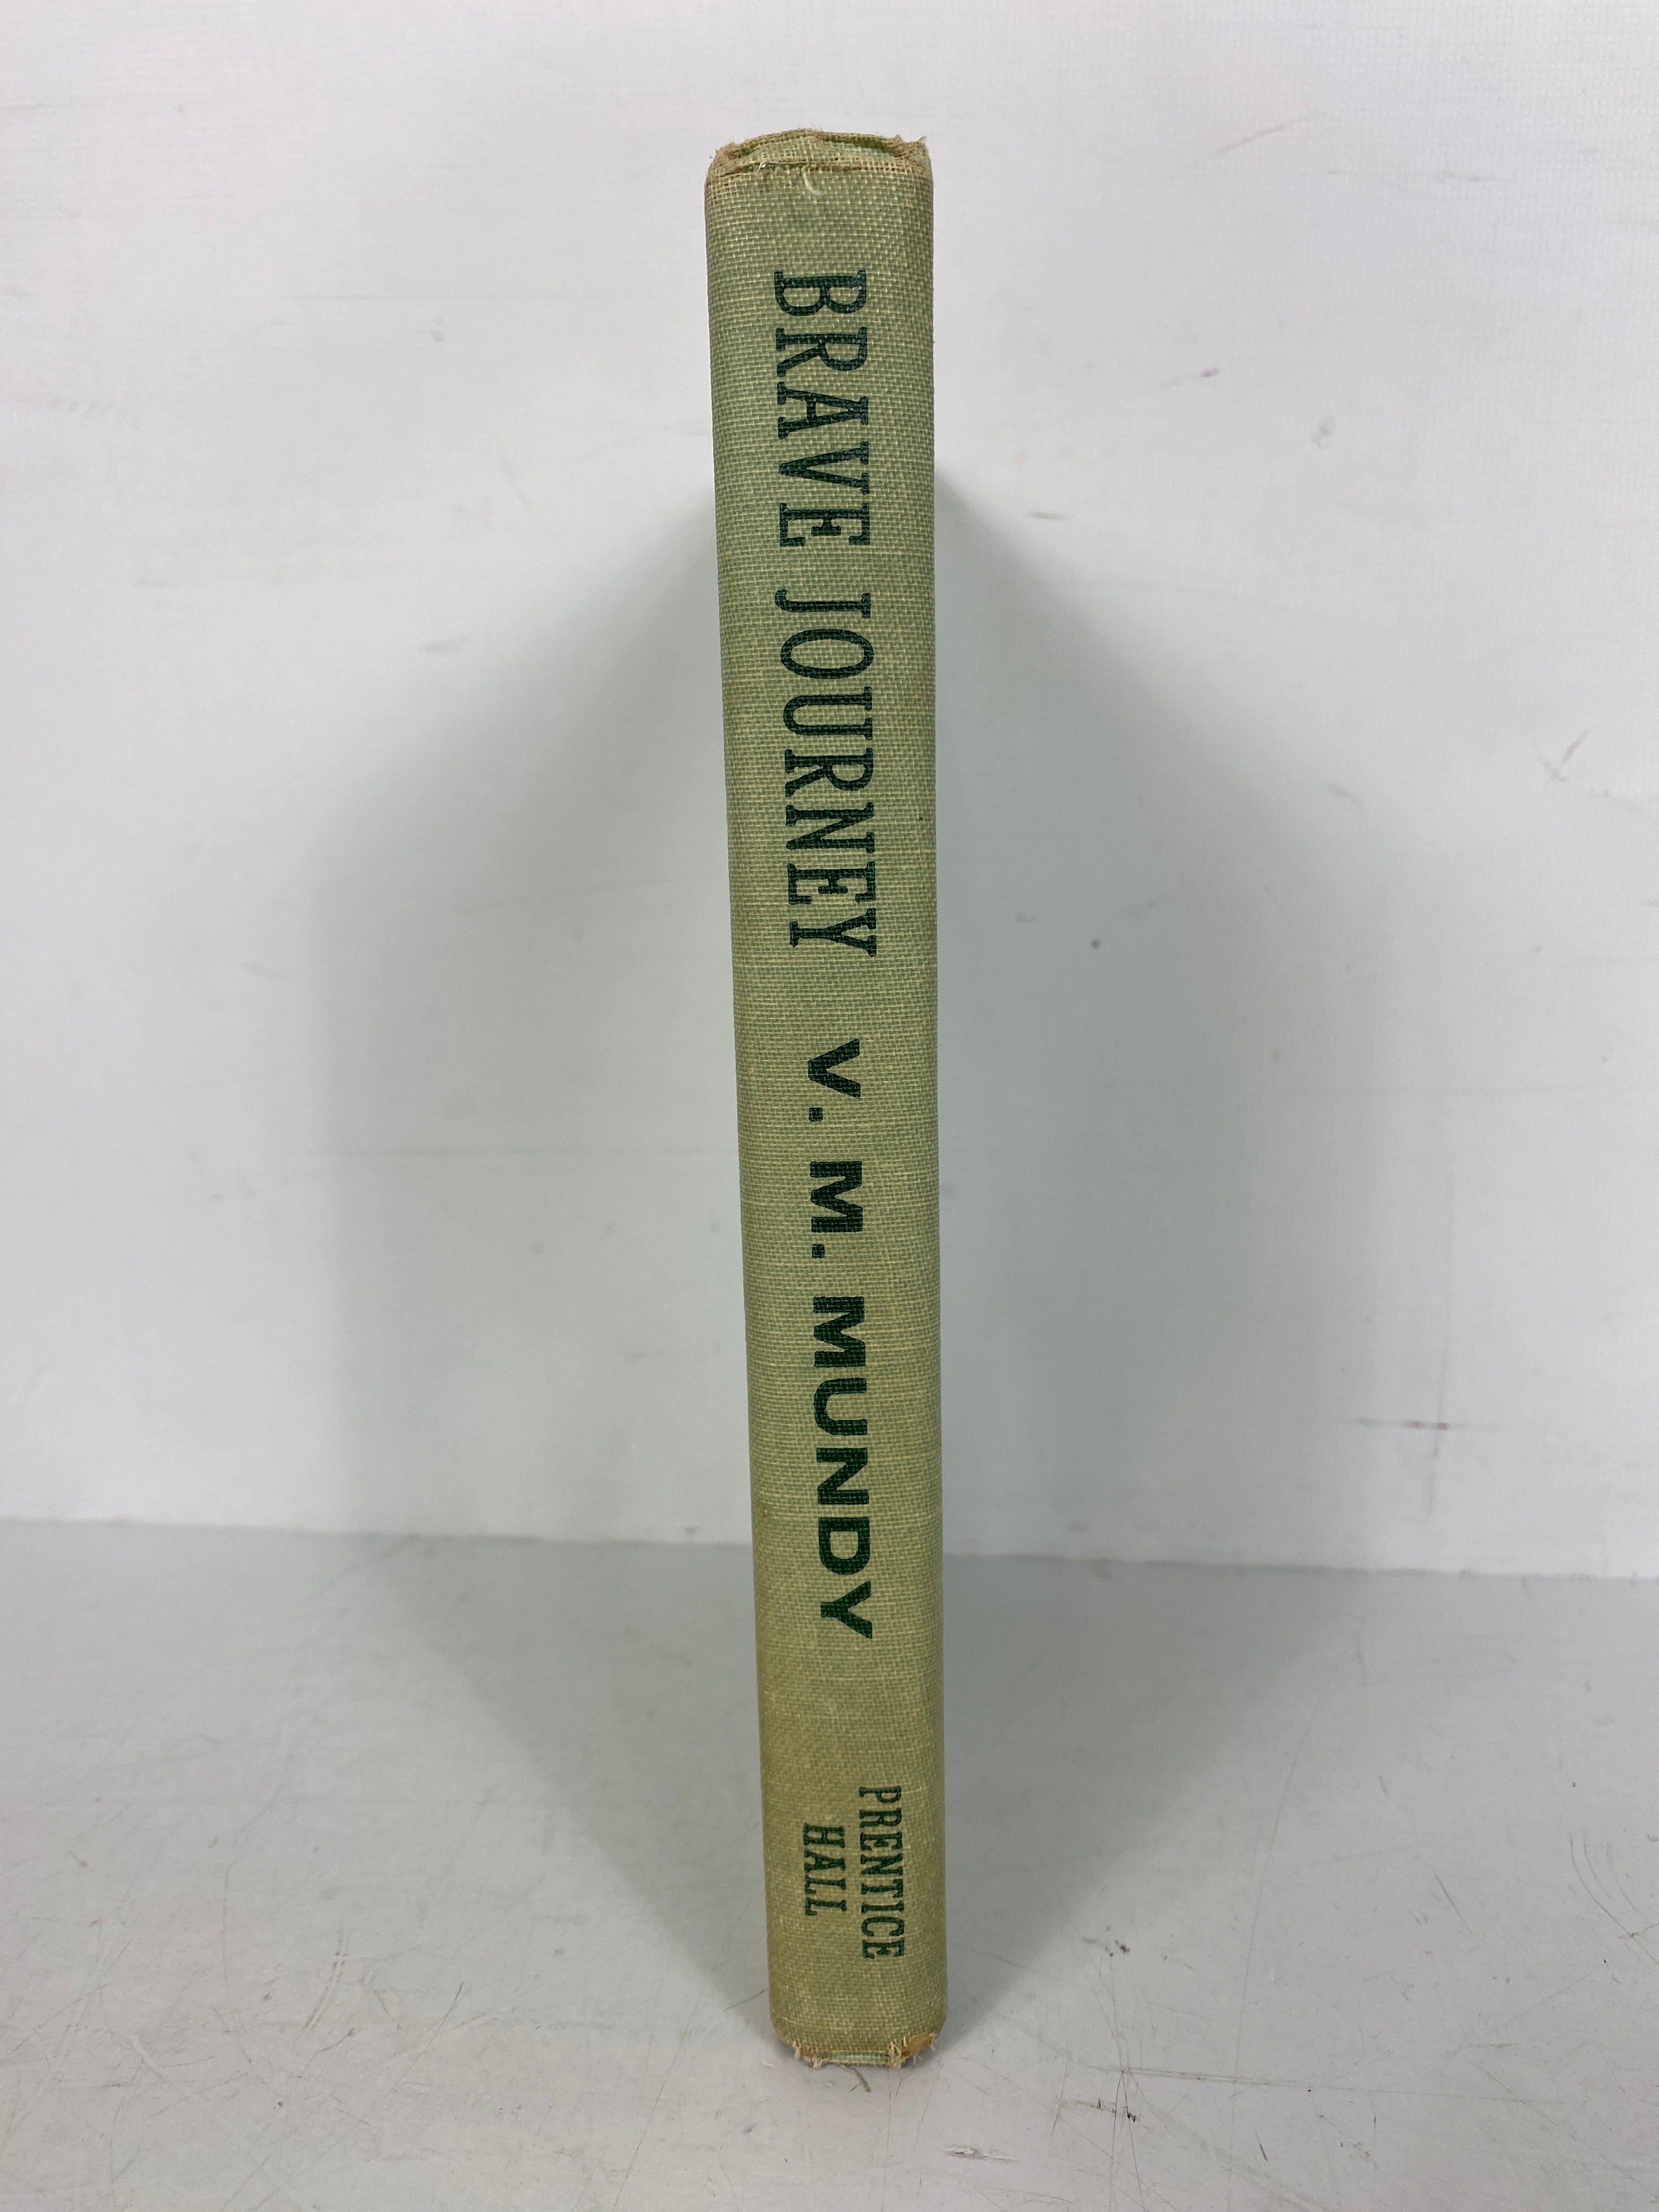 BRAVE JOURNEY V. M. MUNDY
PRENTICE
HALL